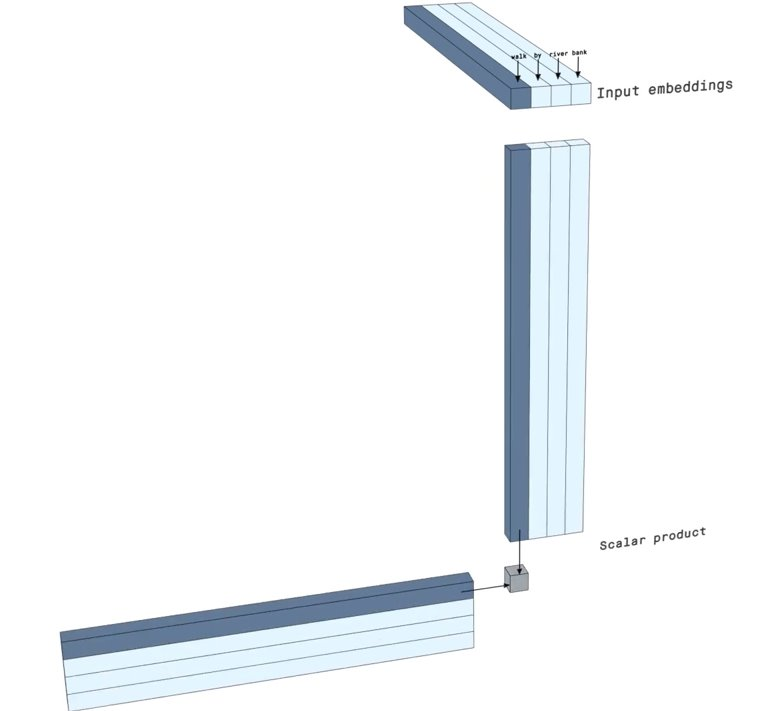 walk by river bank
Input embeddings
Scalar product